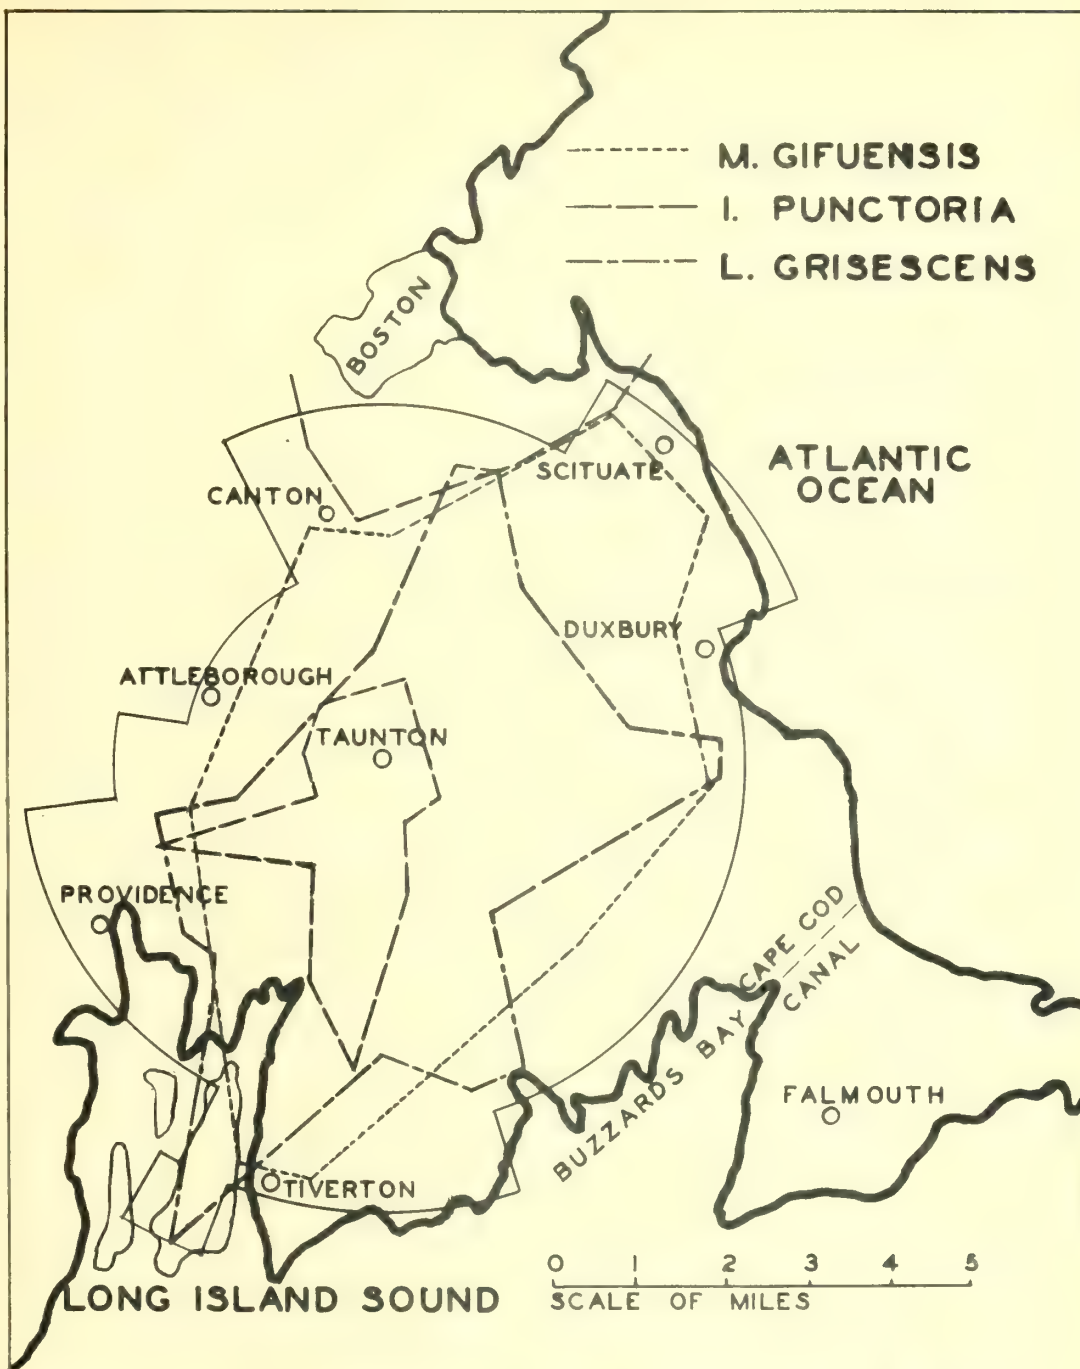 M. GIFUENSIS
I. PUNCTORIA
L. GRISESCENS
BOSTON
ATLANTIC
OCEAN
SCITUATE
CANTON
DUXBURY
ATTLEBOROUGH
TAUNTON
PROVIDENCE
CAPE COD
CANAL
BUZZARDS BAY
FALMOUTH
TIVERTON
0 1 2 3 4 5
SCALE OF MILES
LONG ISLAND SOUND